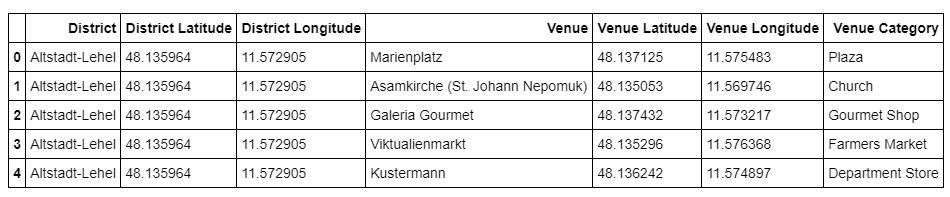 District District Latitude District Longitude Venue Venue Latitude Venue Longitude Venue Category
0 Altstadt-Lehel 48.135964 11.572905 Marienplatz 48.137125 11.575483 Plaza
1 Altstadt-Lehel 48.135964 11.572905 Asamkirche (St. Johann Nepomuk) 48.135053 11.569746 Church
2 Altstadt-Lehel 48.135964 11.572905 Galeria Gourmet 48.137432 11.573217 Gourmet Shop
3 Altstadt-Lehel 48.135964 11.572905 Viktualienmarkt 48.135296 11.576368 Farmers Market
4 Altstadt-Lehel 48.135964 11.572905 Kustermann 48.136242 11.574897 Department Store